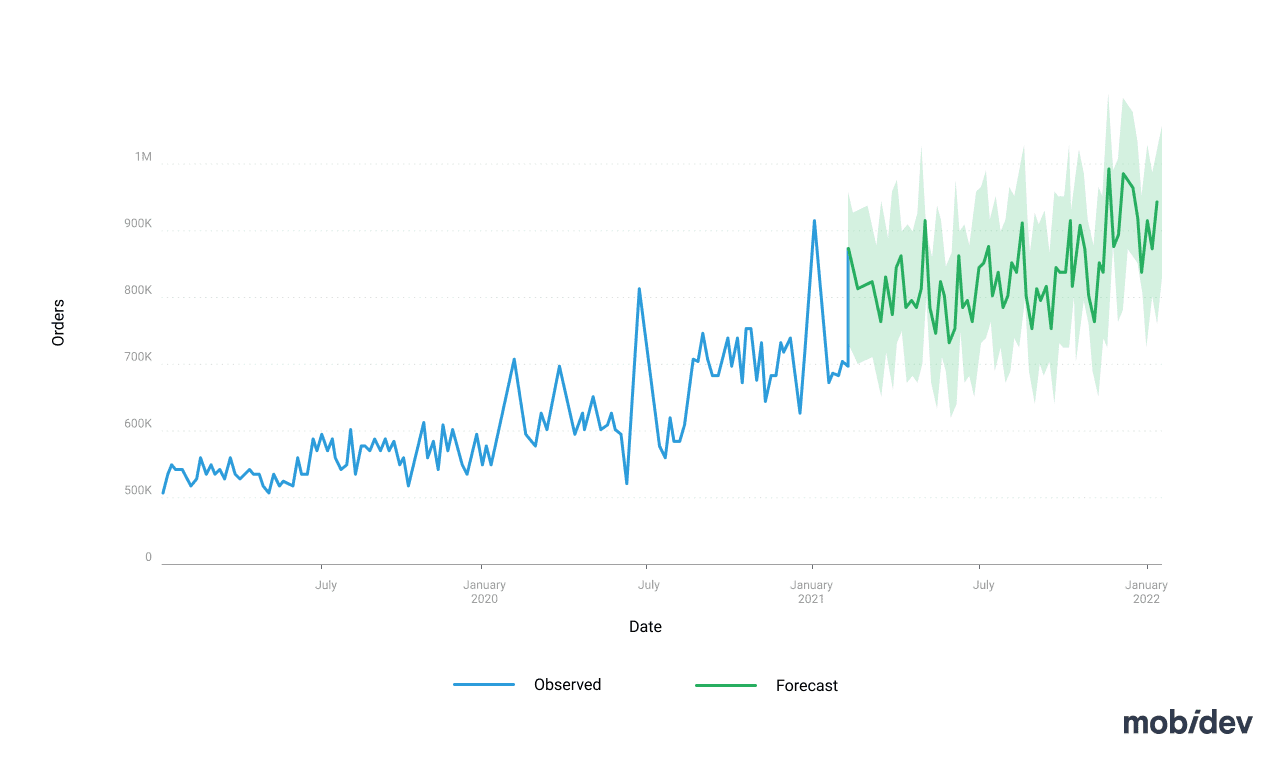 1M
900K
800K
700K
600K
500K
0
Orders
July
January
2020
July
January
2021
July
January
2022
Date
Observed
Forecast
mobidev